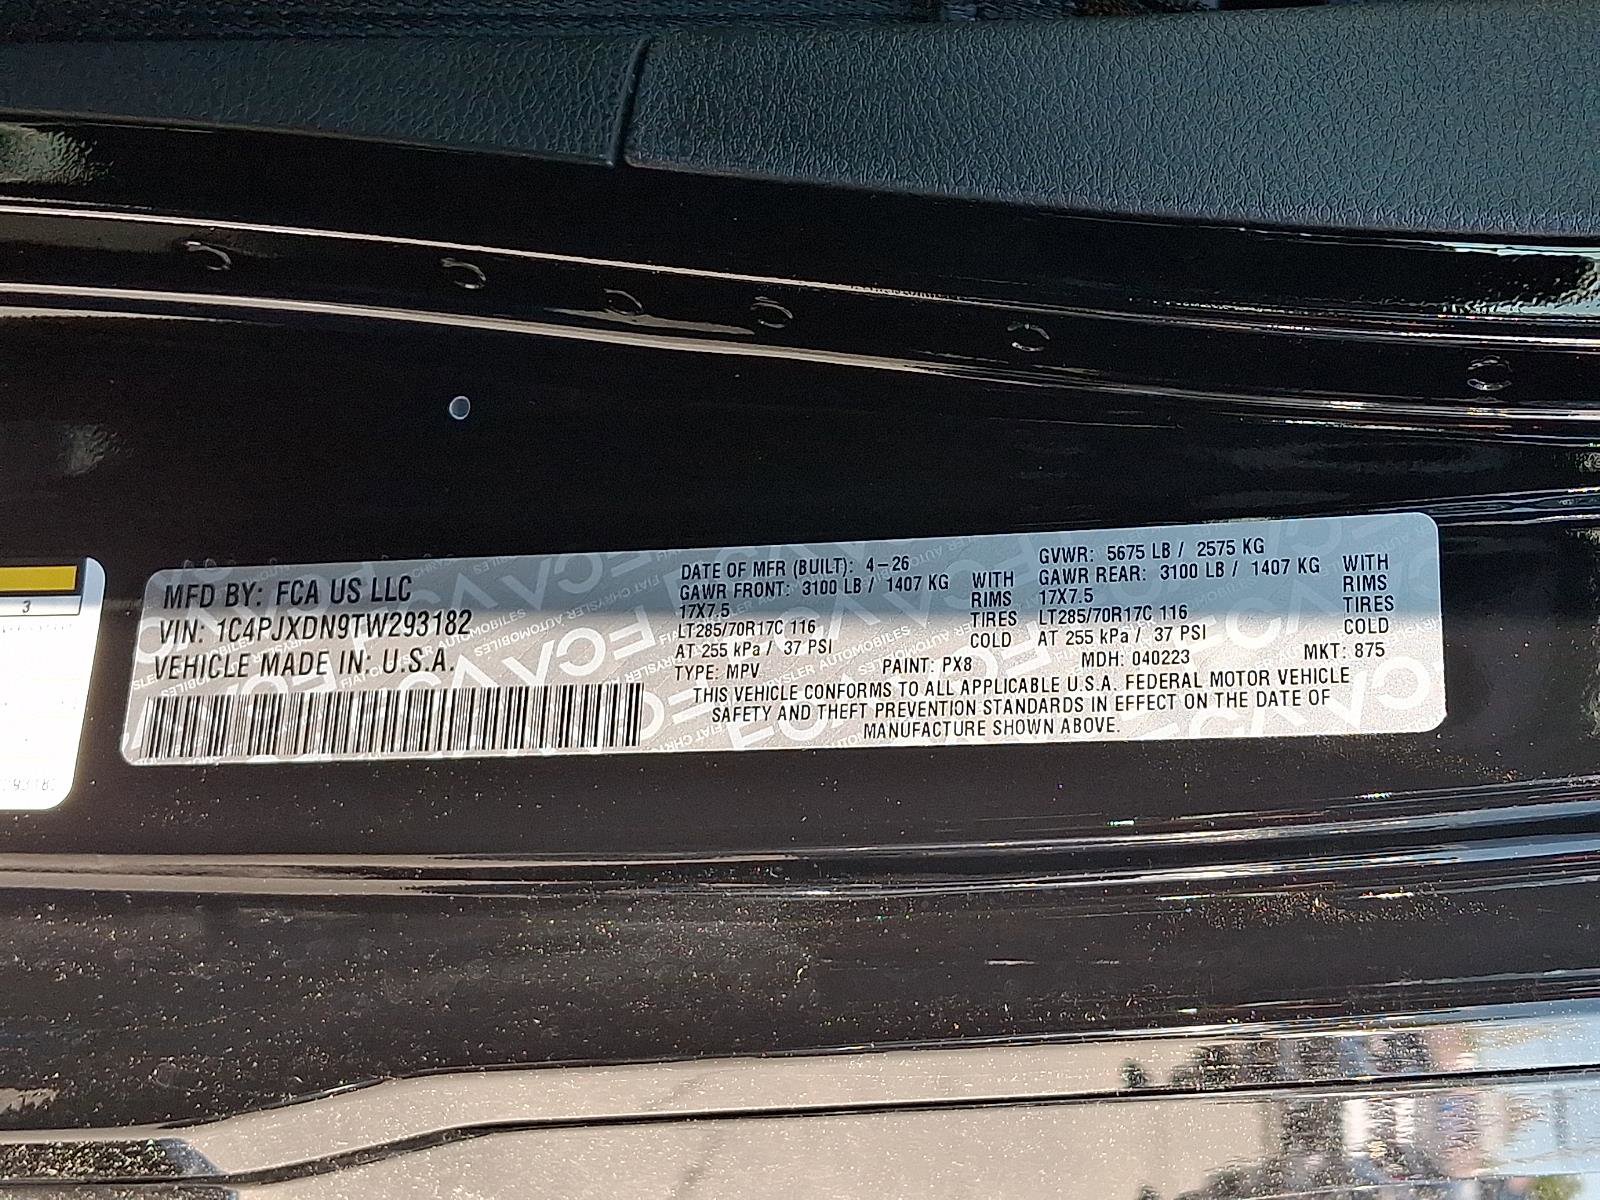 3
MFD BY: FCA US LLC
VIN: 1C4PJXDN9TW293182
VEHICLE MADE IN: U.S.A.
DATE OF MFR (BUILT): 4-26
GAWR FRONT: 3100 LB / 1407 KG WITH
17X7.5 RIMS
LT285/70R17C 116 TIRES
AT 255 kPa / 37 PSI COLD
GVWR: 5675 LB / 2575 KG
GAWR REAR: 3100 LB / 1407 KG WITH
17X7.5 RIMS
LT285/70R17C 116 TIRES
AT 255 kPa / 37 PSI COLD
TYPE: MPV PAINT: PX8 MDH: 040223 MKT: 875
THIS VEHICLE CONFORMS TO ALL APPLICABLE U.S.A. FEDERAL MOTOR VEHICLE
SAFETY AND THEFT PREVENTION STANDARDS IN EFFECT ON THE DATE OF
MANUFACTURE SHOWN ABOVE.